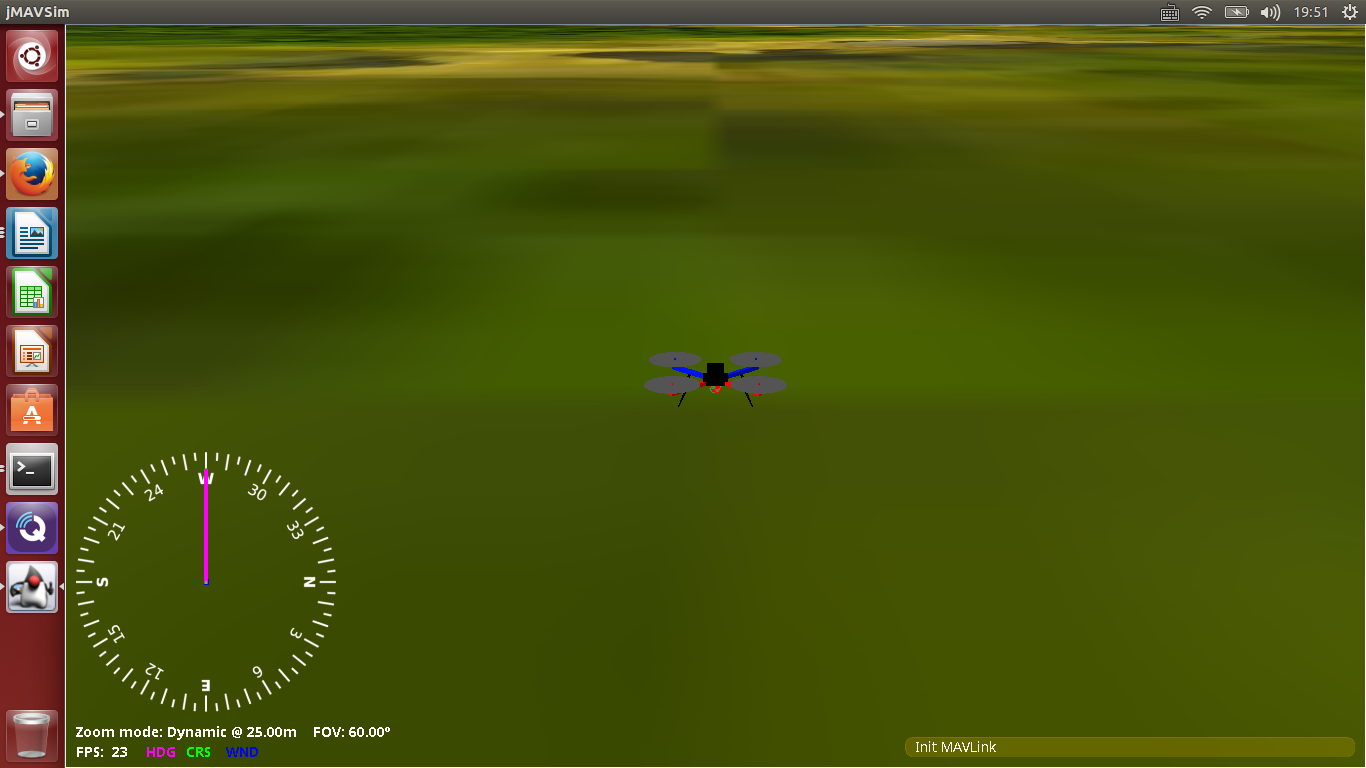 jMAVSim
19:51
W
24
30
21
33
S
N
15
3
12
6
E
Zoom mode: Dynamic @ 25.00m FOV: 60.00º
FPS: 23 HDG CRS WND
Init MAVLink